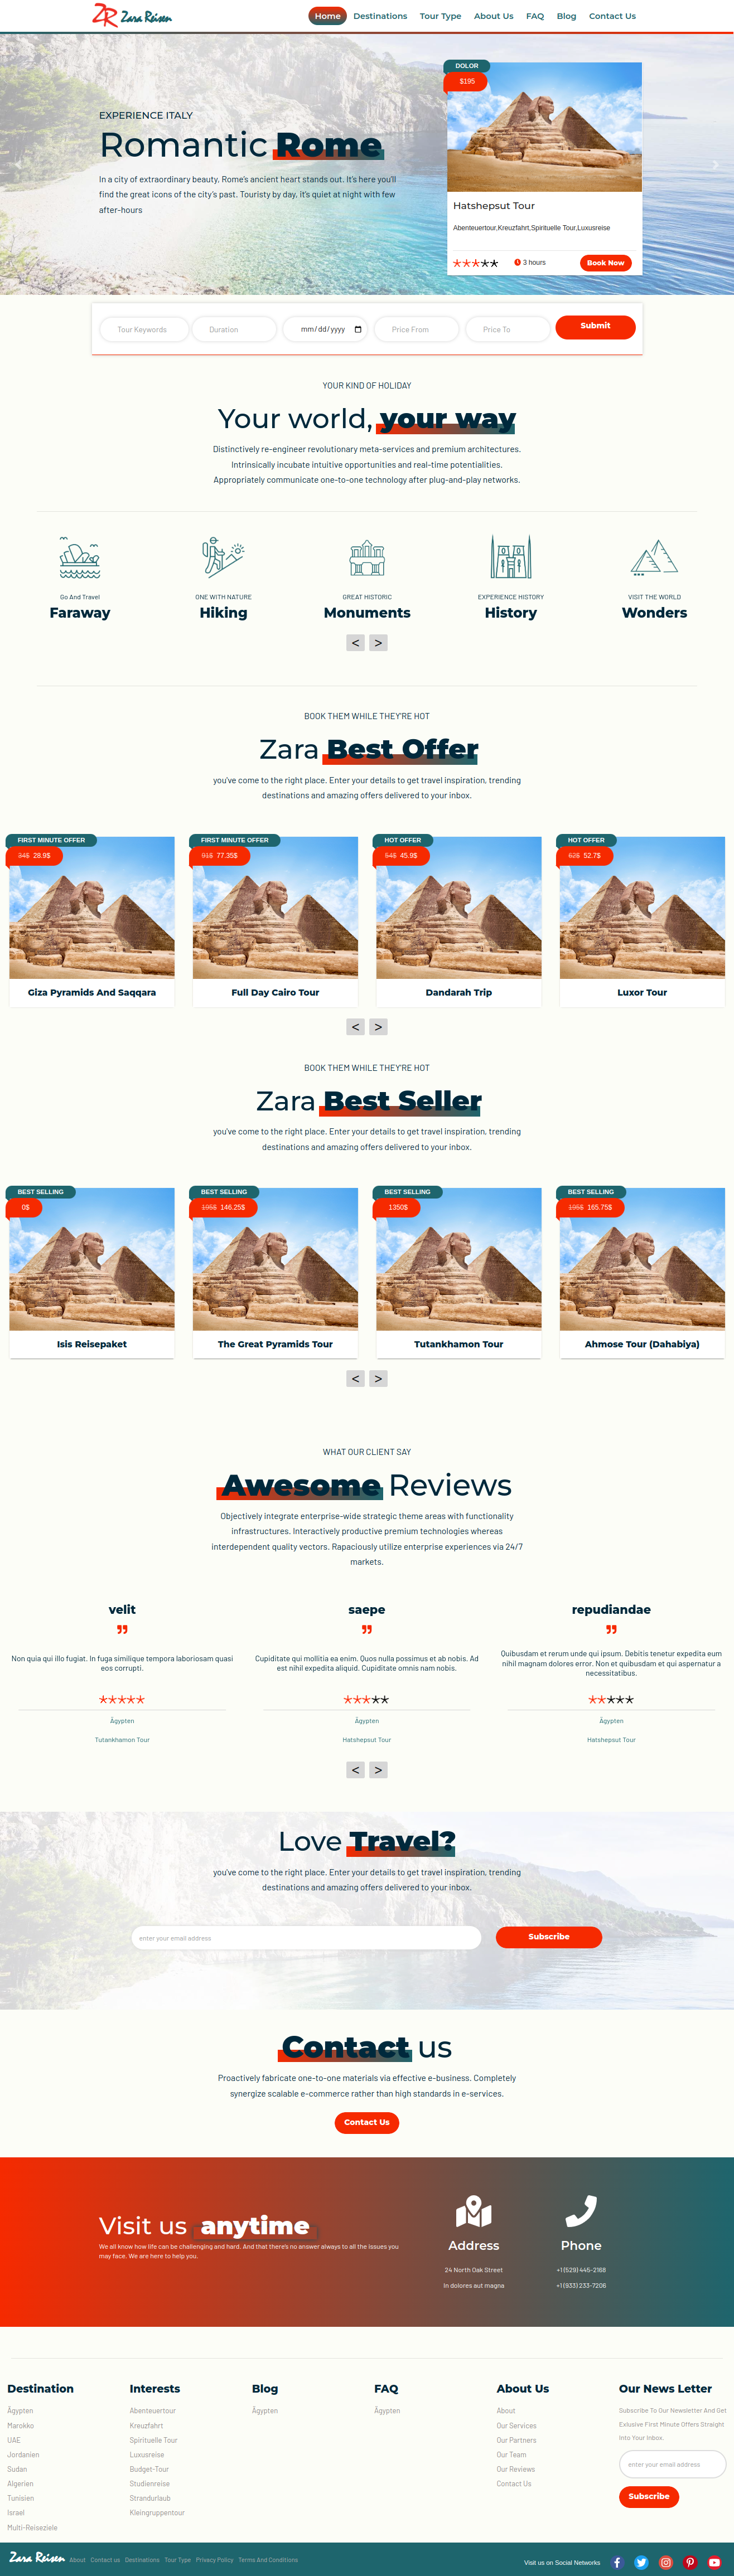 ZR Zara Reisen
Home Destinations Tour Type About Us FAQ Blog Contact Us
EXPERIENCE ITALY
Romantic Rome
In a city of extraordinary beauty, Rome's ancient heart stands out. It's here you'll
find the great icons of the city's past. Touristy by day, it's quiet at night with few
after-hours
DOLOR
$195
Hatshepsut Tour
Abenteuertour,Kreuzfahrt,Spirituelle Tour,Luxusreise
3 hours
Book Now
Tour Keywords Duration mm/dd/yyyy Price From Price To Submit
YOUR KIND OF HOLIDAY
Your world, your way
Distinctively re-engineer revolutionary meta-services and premium architectures.
Intrinsically incubate intuitive opportunities and real-time potentialities.
Appropriately communicate one-to-one technology after plug-and-play networks.
Go And Travel
Faraway
ONE WITH NATURE
Hiking
GREAT HISTORIC
Monuments
EXPERIENCE HISTORY
History
VISIT THE WORLD
Wonders
< >
BOOK THEM WHILE THEY'RE HOT
Zara Best Offer
you've come to the right place. Enter your details to get travel inspiration, trending
destinations and amazing offers delivered to your inbox.
FIRST MINUTE OFFER
34$ 28.9$
Giza Pyramids And Saqqara
FIRST MINUTE OFFER
91$ 77.35$
Full Day Cairo Tour
HOT OFFER
54$ 45.9$
Dandarah Trip
HOT OFFER
62$ 52.7$
Luxor Tour
< >
BOOK THEM WHILE THEY'RE HOT
Zara Best Seller
you've come to the right place. Enter your details to get travel inspiration, trending
destinations and amazing offers delivered to your inbox.
BEST SELLING
0$
Isis Reisepaket
BEST SELLING
195$ 146.25$
The Great Pyramids Tour
BEST SELLING
1350$
Tutankhamon Tour
BEST SELLING
195$ 165.75$
Ahmose Tour (Dahabiya)
< >
WHAT OUR CLIENT SAY
Awesome Reviews
Objectively integrate enterprise-wide strategic theme areas with functionality
infrastructures. Interactively productive premium technologies whereas
interdependent quality vectors. Rapaciously utilize enterprise experiences via 24/7
markets.
velit
Non quia qui illo fugiat. In fuga similique tempora laboriosam quasi
eos corrupti.
Ägypten
Tutankhamon Tour
saepe
Cupiditate qui mollitia ea enim. Quos nulla possimus et ab nobis. Ad
est nihil expedita aliquid. Cupiditate omnis nam nobis.
Ägypten
Hatshepsut Tour
repudiandae
Quibusdam et rerum unde qui ipsum. Debitis tenetur expedita eum
nihil magnam dolores error. Non et quibusdam et qui aspernatur a
necessitatibus.
Ägypten
Hatshepsut Tour
< >
Love Travel?
you've come to the right place. Enter your details to get travel inspiration, trending
destinations and amazing offers delivered to your inbox.
enter your email address Subscribe
Contact us
Proactively fabricate one-to-one materials via effective e-business. Completely
synergize scalable e-commerce rather than high standards in e-services.
Contact Us
Visit us anytime
We all know how life can be challenging and hard. And that there's no answer always to all the issues you
may face. We are here to help you.
Address
24 North Oak Street
In dolores aut magna
Phone
+1 (529) 445-2168
+1 (933) 233-7206
Destination
Ägypten
Marokko
UAE
Jordanien
Sudan
Algerien
Tunisien
Israel
Multi-Reiseziele
Interests
Abenteuertour
Kreuzfahrt
Spirituelle Tour
Luxusreise
Budget-Tour
Studienreise
Strandurlaub
Kleingruppentour
Blog
Ägypten
FAQ
Ägypten
About Us
About
Our Services
Our Partners
Our Team
Our Reviews
Contact Us
Our News Letter
Subscribe To Our Newsletter And Get
Exlusive First Minute Offers Straight
Into Your Inbox.
enter your email address
Subscribe
Zara Reisen About Contact us Destinations Tour Type Privacy Policy Terms And Conditions Visit us on Social Networks